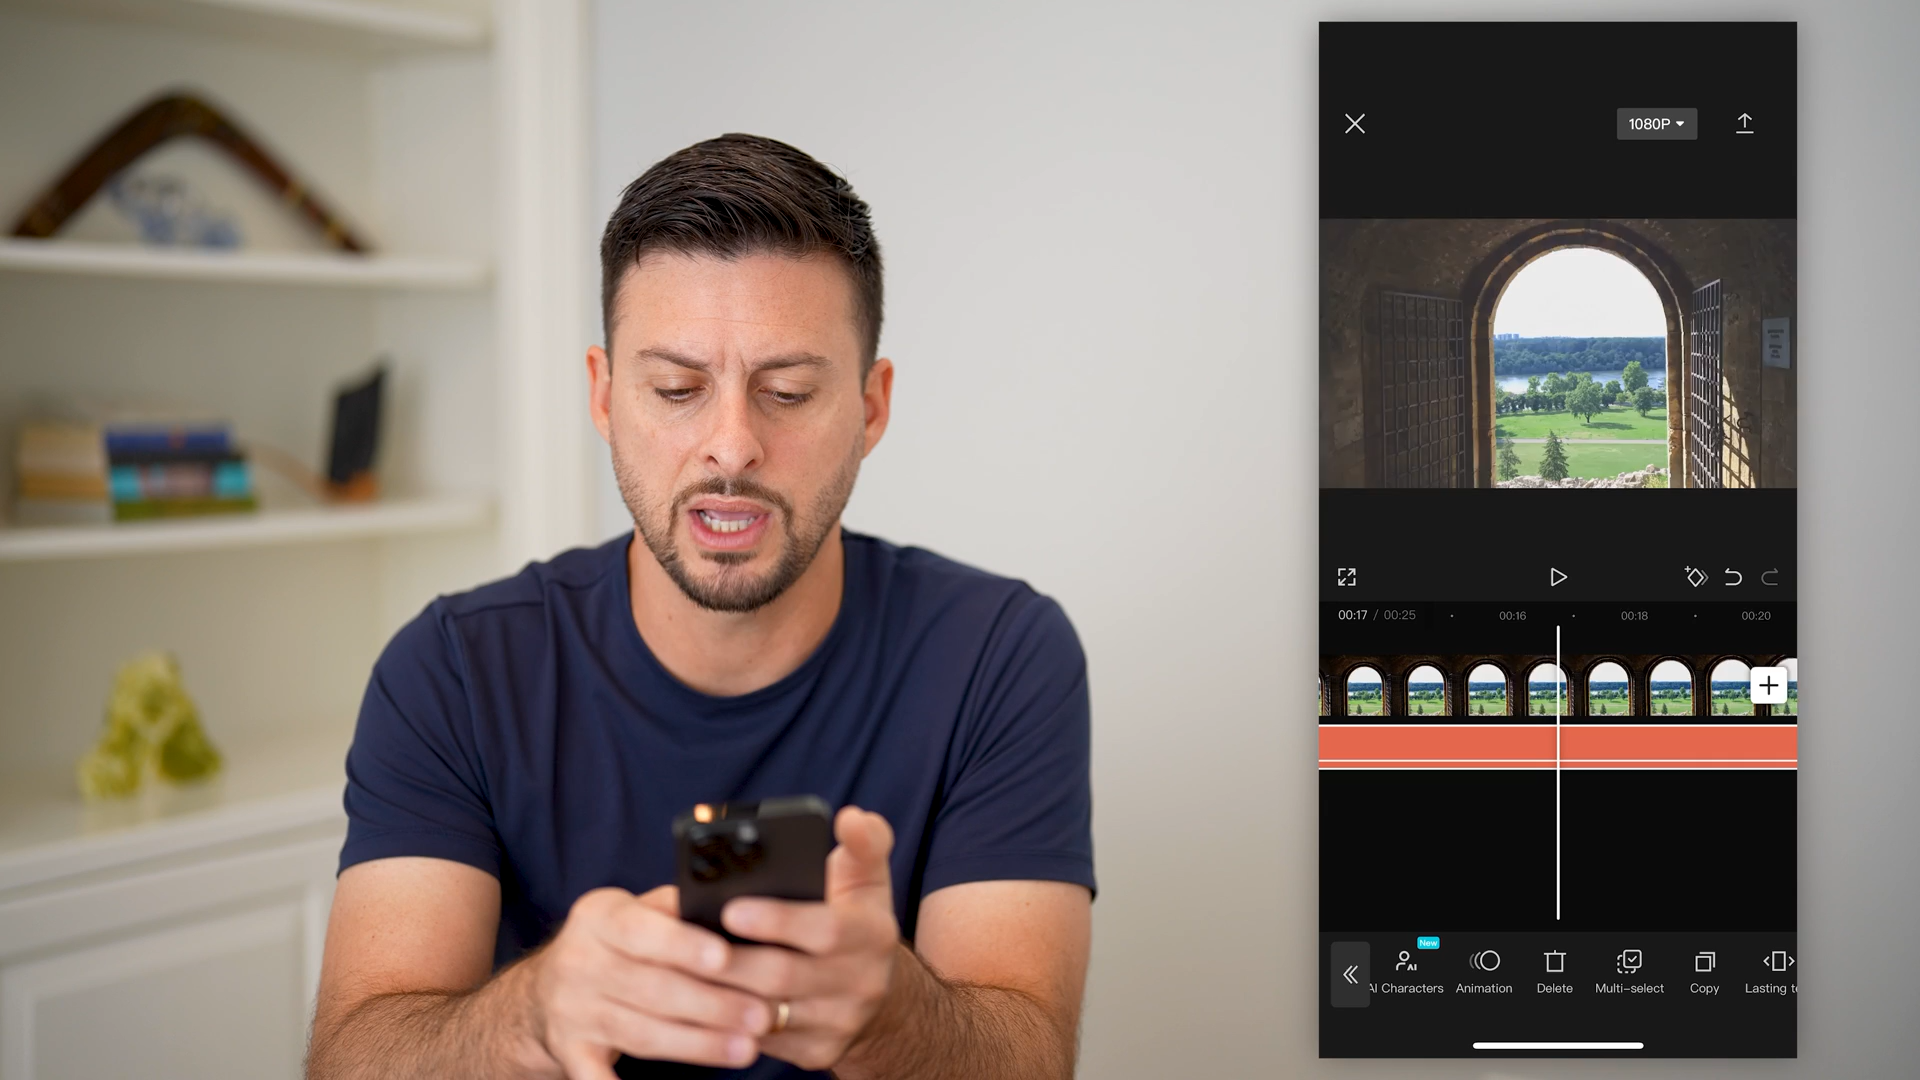 1080P
00:17 / 00:25
00:16
00:18
00:20
New
AI Characters
Animation
Delete
Multi-select
Copy
Lasting t